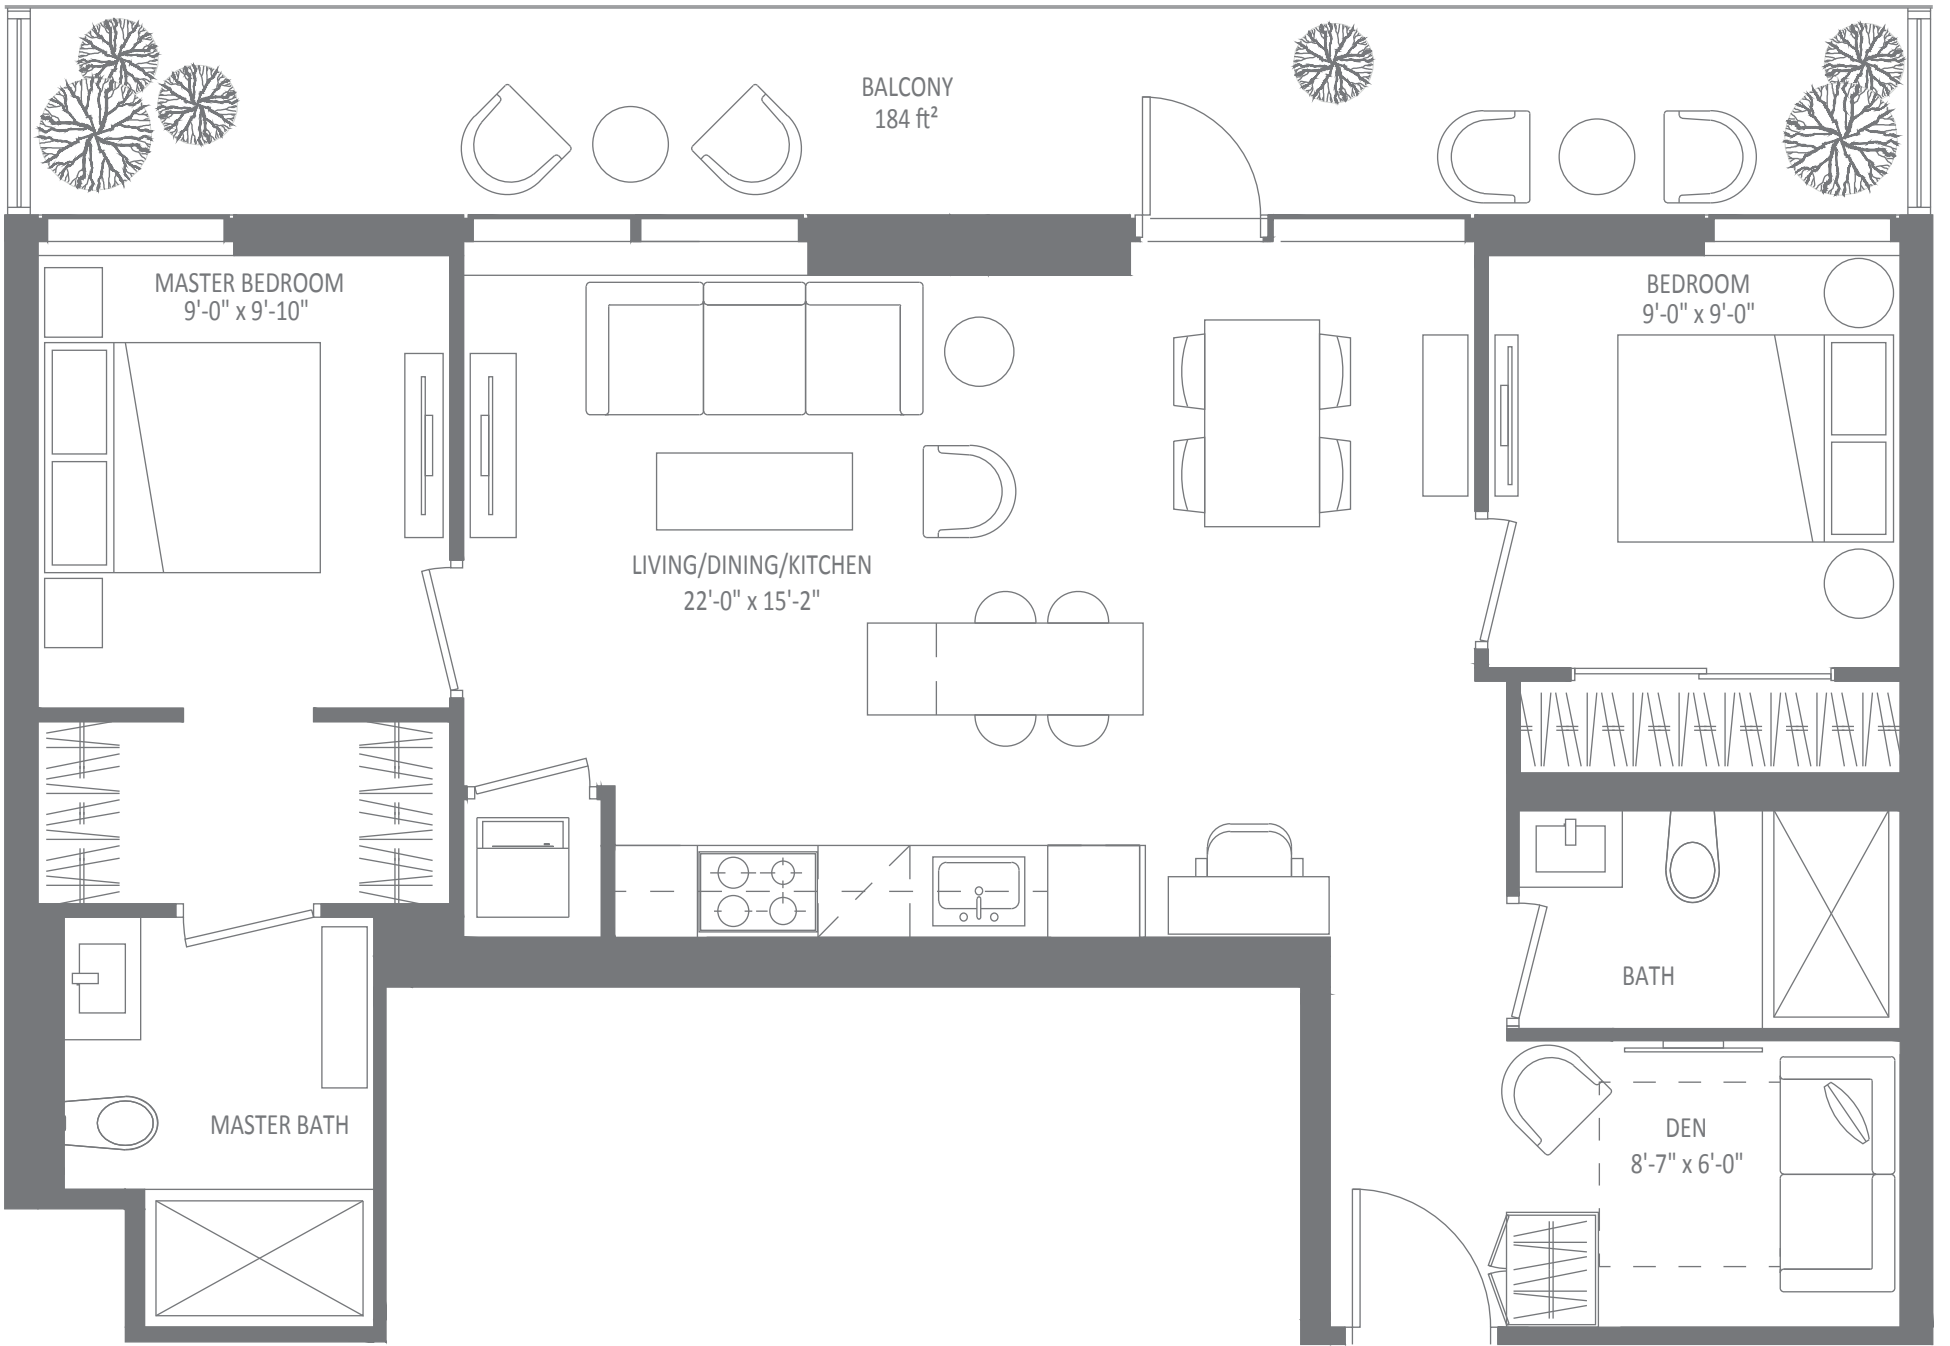 BALCONY
184 ft²
MASTER BEDROOM
9'-0" x 9'-10"
BEDROOM
9'-0" x 9'-0"
LIVING/DINING/KITCHEN
22'-0" x 15'-2"
BATH
MASTER BATH
DEN
8'-7" x 6'-0"